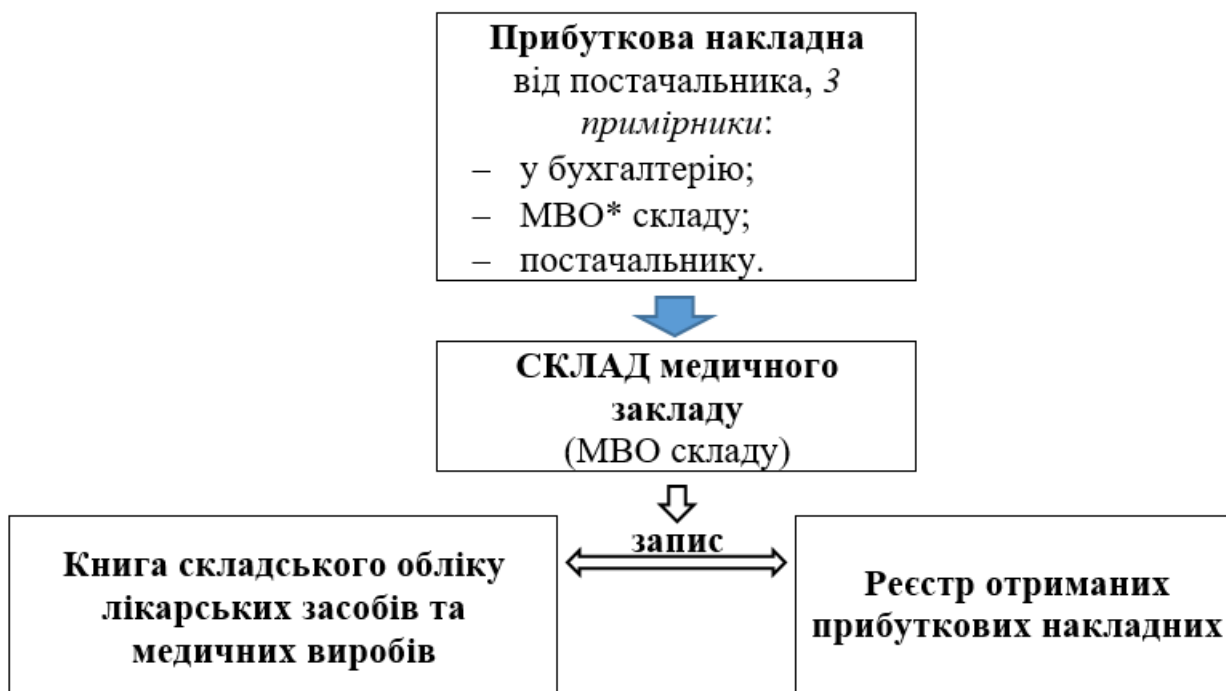 Прибуткова накладна
від постачальника, 3
примірники:
– у бухгалтерію;
– МВО* складу;
– постачальнику.
СКЛАД медичного
закладу
(МВО складу)
запис
Книга складського обліку
лікарських засобів та
медичних виробів
Реєстр отриманих
прибуткових накладних